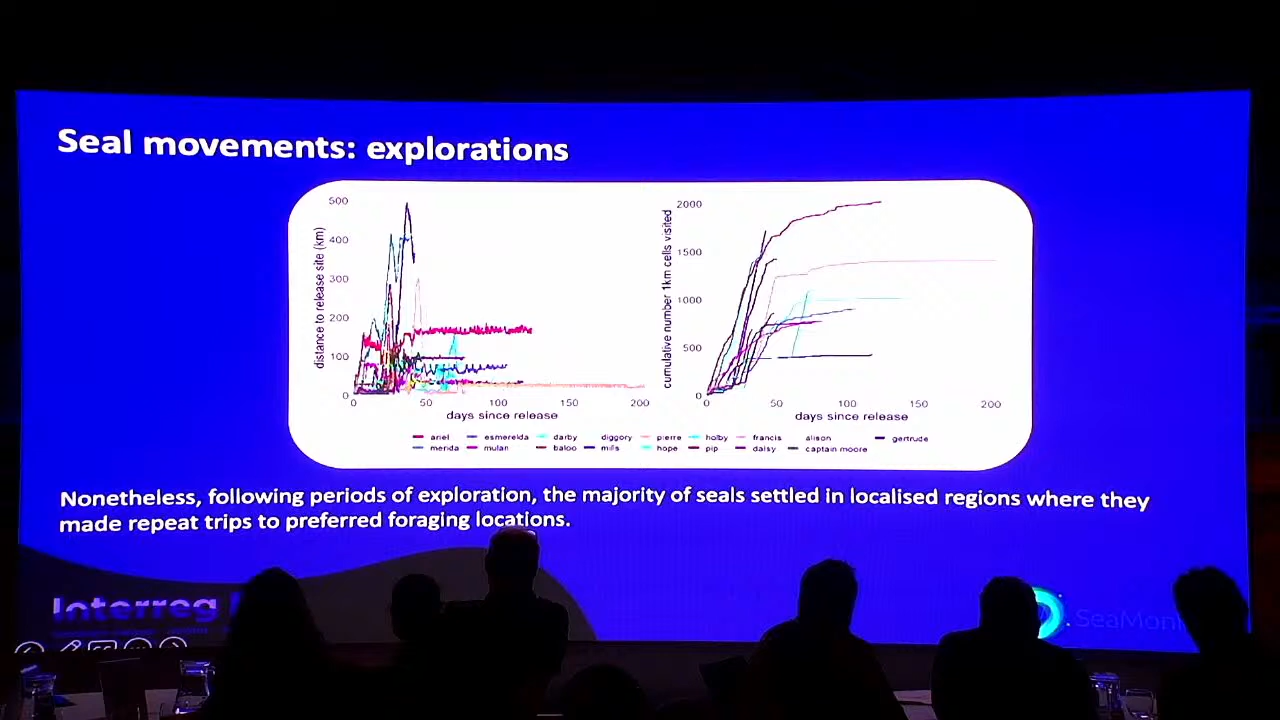 Seal movements: explorations
distance to release site (km)
500
400
300
200
100
0
0 50 100 150 200
days since release
cumulative number 1km cells visited
2000
1500
1000
500
0
0 50 100 150 200
days since release
ariel esmerelda darby diggory pierre holby francis alison gertrude
merida mulan baloo mills hope pip daisy captain moore
Nonetheless, following periods of exploration, the majority of seals settled in localised regions where they
made repeat trips to preferred foraging locations.
Interreg